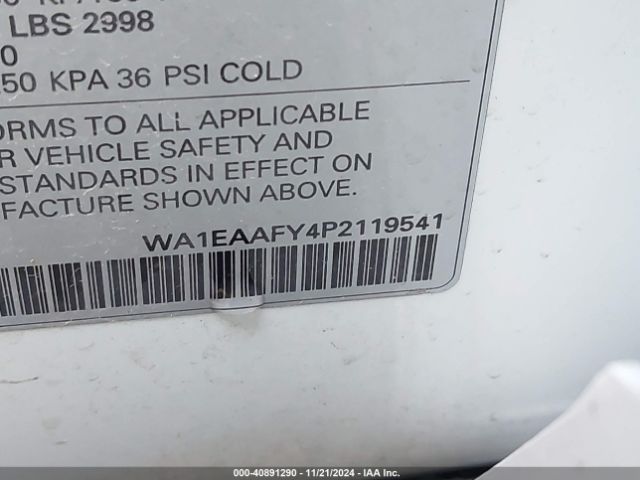 LBS 2998
0
50 KPA 36 PSI COLD
ORMS TO ALL APPLICABLE
R VEHICLE SAFETY AND
STANDARDS IN EFFECT ON
FACTURE SHOWN ABOVE.
WA1EAAFY4P2119541
000-40891290 - 11/21/2024 - IAA Inc.